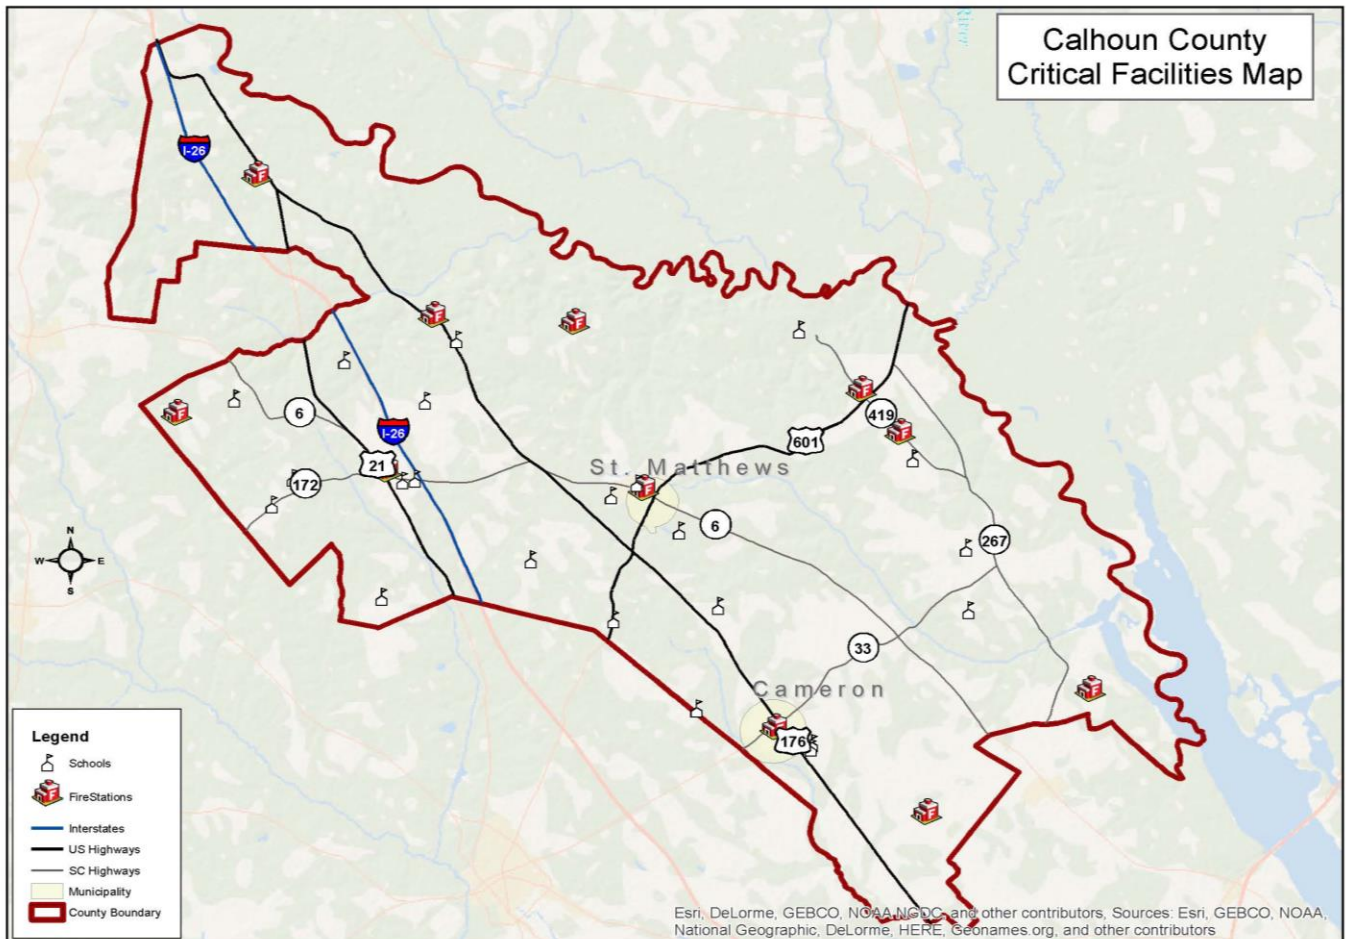 Calhoun County
Critical Facilities Map
River
I-26
6
I-26
419
601
21
St. Matthews
172
6
267
N
W E
S
33
Cameron
176
Legend
Schools
FireStations
Interstates
US Highways
SC Highways
Municipality
County Boundary
Esri, DeLorme, GEBCO, NOAA NGDC, and other contributors, Sources: Esri, GEBCO, NOAA,
National Geographic, DeLorme, HERE, Geonames.org, and other contributors